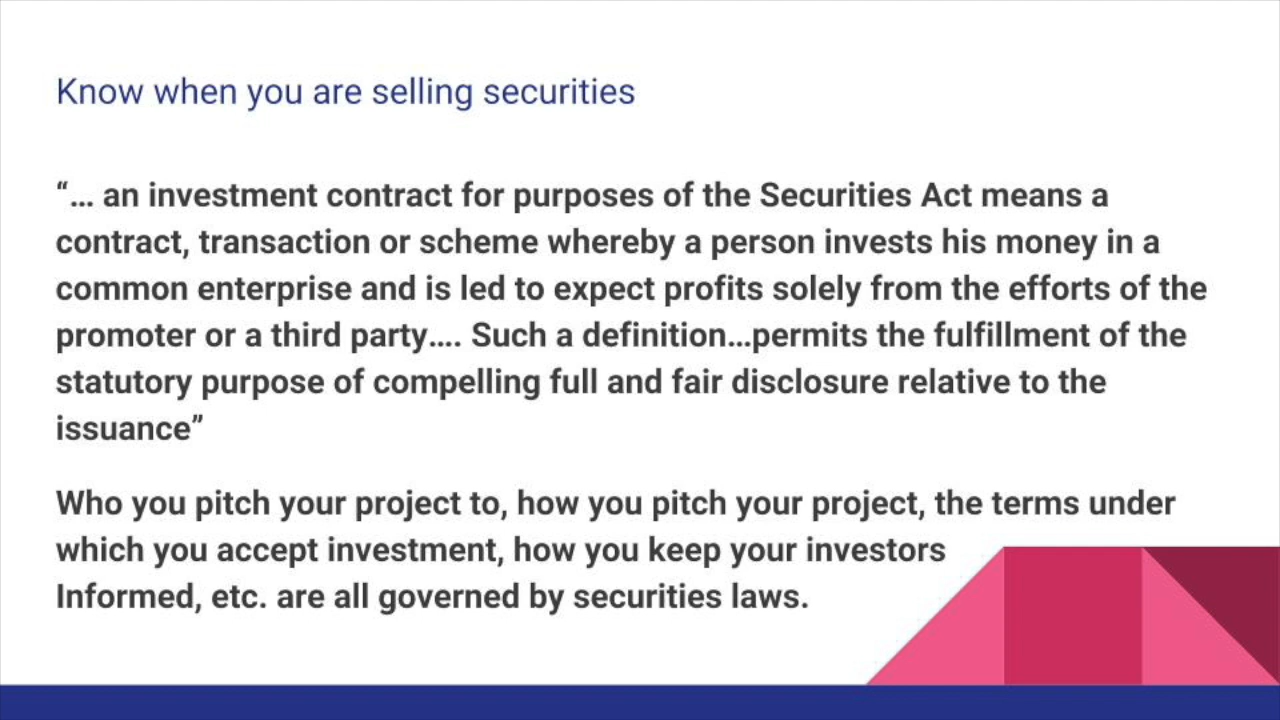 Know when you are selling securities
“… an investment contract for purposes of the Securities Act means a
contract, transaction or scheme whereby a person invests his money in a
common enterprise and is led to expect profits solely from the efforts of the
promoter or a third party…. Such a definition…permits the fulfillment of the
statutory purpose of compelling full and fair disclosure relative to the
issuance”
Who you pitch your project to, how you pitch your project, the terms under
which you accept investment, how you keep your investors
Informed, etc. are all governed by securities laws.